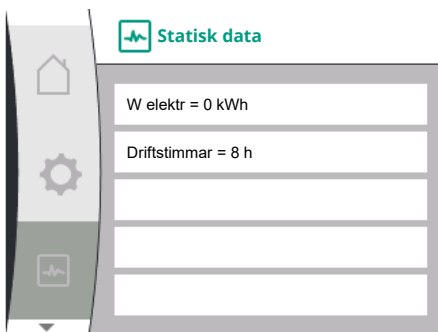 Statisk data
W elektr = 0 kWh
Driftstimmar = 8 h